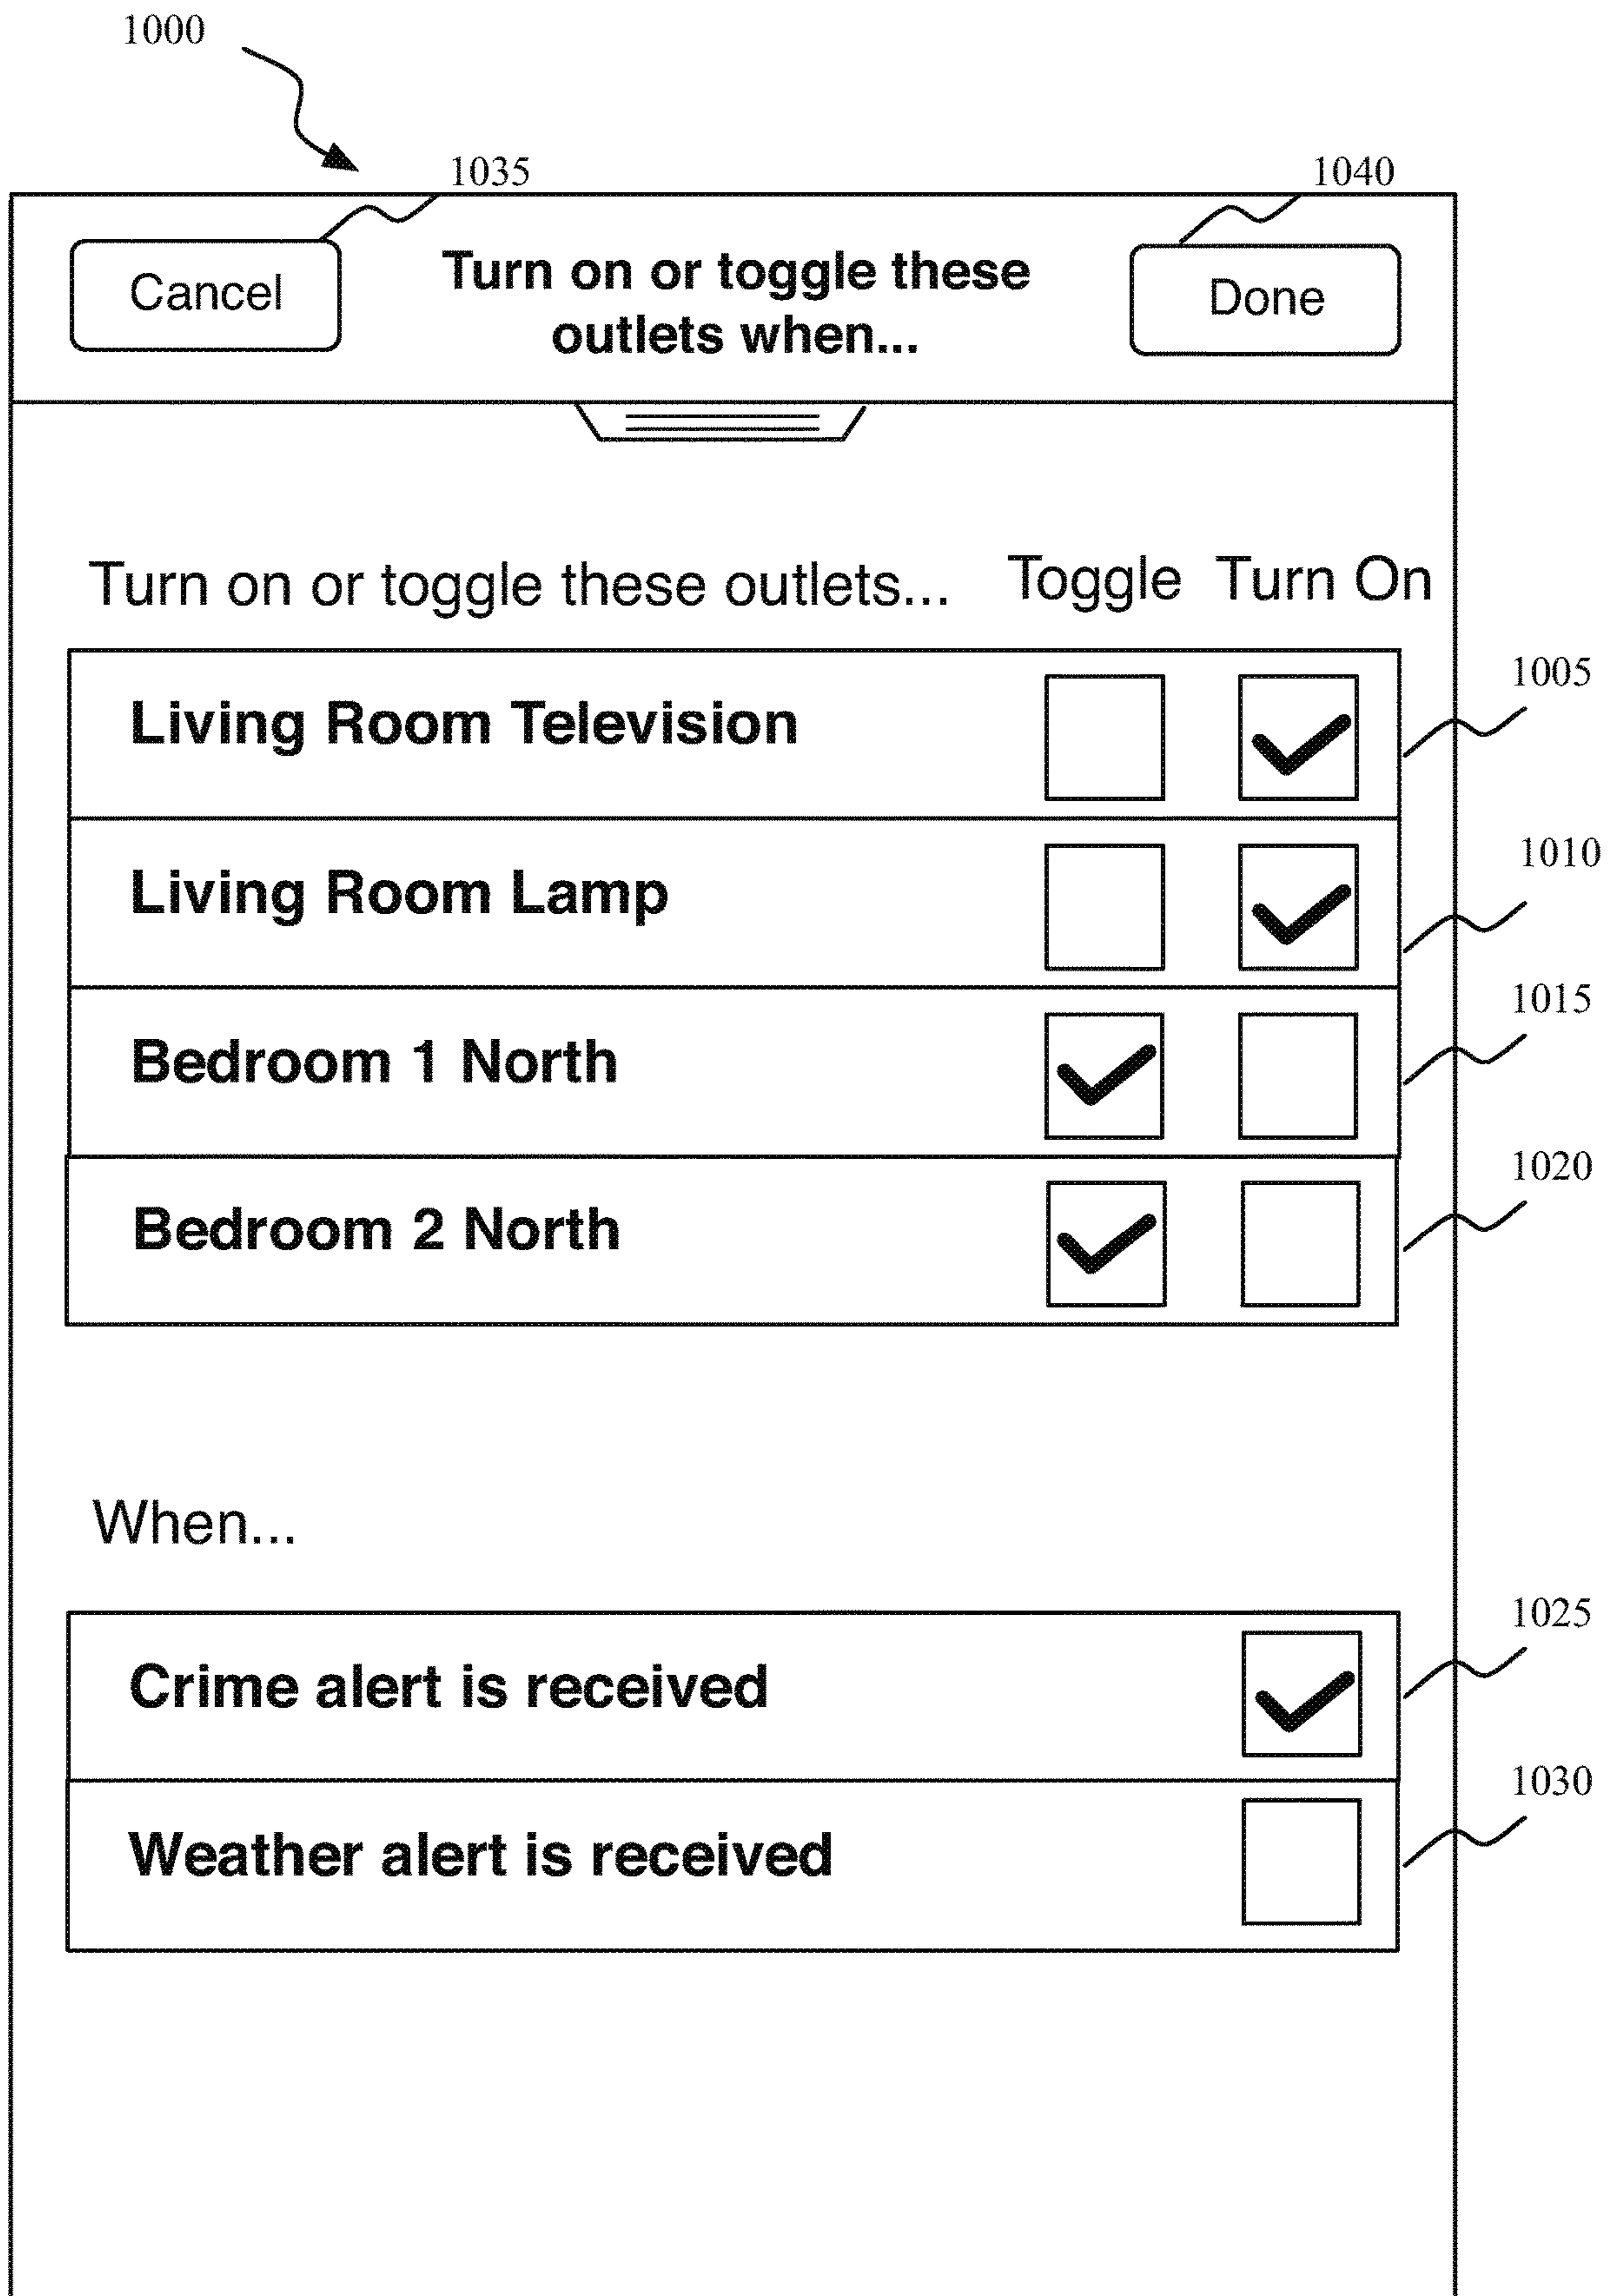 1000
1035
1040
Cancel
Turn on or toggle these
outlets when...
Done
Turn on or toggle these outlets...
Toggle
Turn On
Living Room Television
1005
Living Room Lamp
1010
Bedroom 1 North
1015
Bedroom 2 North
1020
When...
Crime alert is received
1025
Weather alert is received
1030